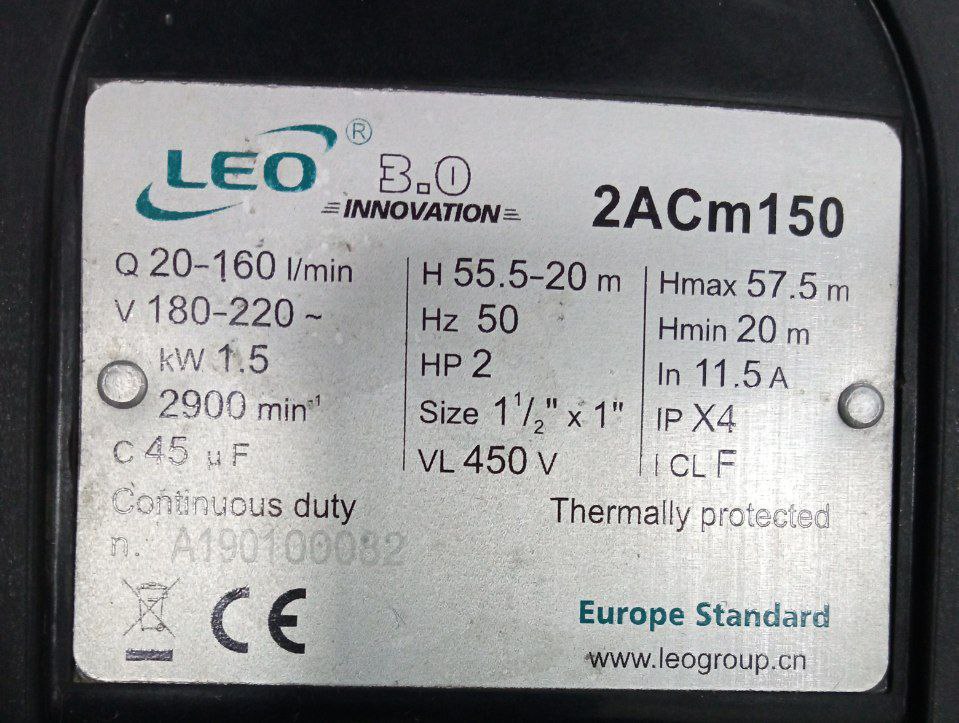 LEO ® 3.0
INNOVATION
2ACm150
Q 20-160 l/min
H 55.5-20 m
Hmax 57.5 m
V 180-220 ~
Hz 50
Hmin 20 m
kW 1.5
HP 2
In 11.5 A
2900 min⁻¹
Size 1 1/2" x 1"
IP X4
C 45 µF
VL 450 V
I CL F
Continuous duty
Thermally protected
n. A190100082
CE
Europe Standard
www.leogroup.cn